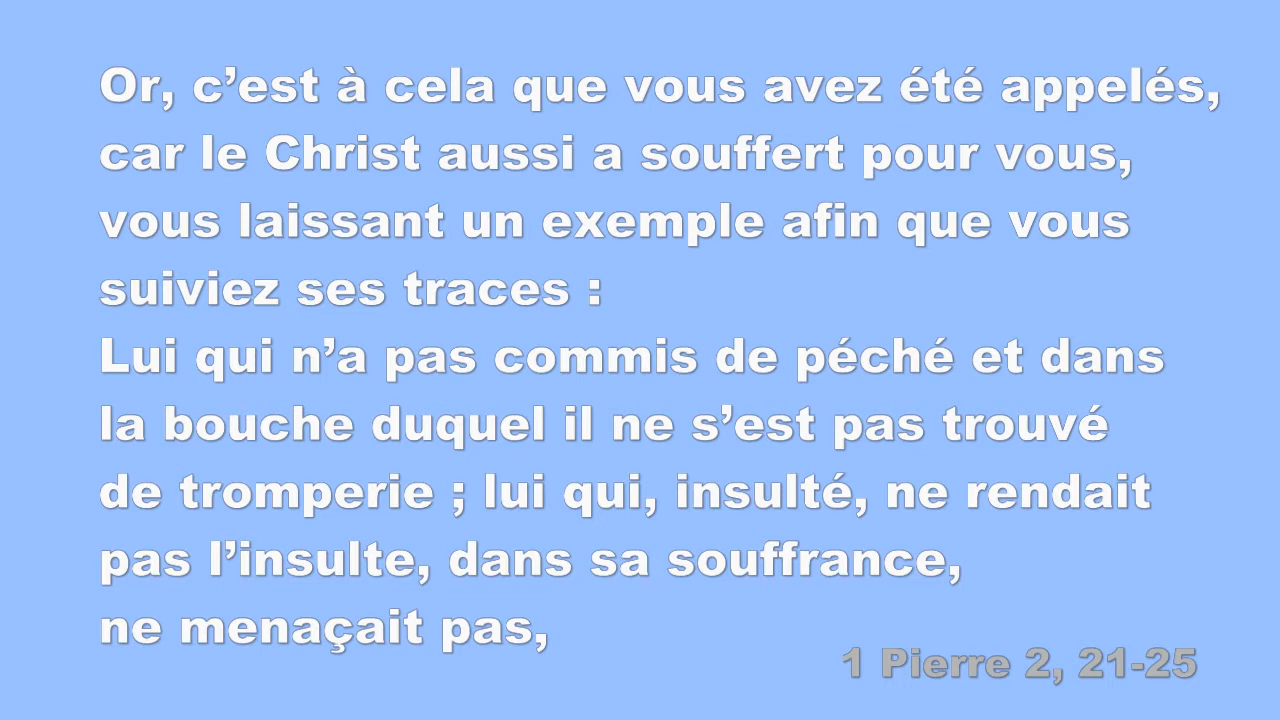 Or, c’est à cela que vous avez été appelés,
car le Christ aussi a souffert pour vous,
vous laissant un exemple afin que vous
suiviez ses traces :
Lui qui n’a pas commis de péché et dans
la bouche duquel il ne s’est pas trouvé
de tromperie ; lui qui, insulté, ne rendait
pas l’insulte, dans sa souffrance,
ne menaçait pas,
1 Pierre 2, 21-25